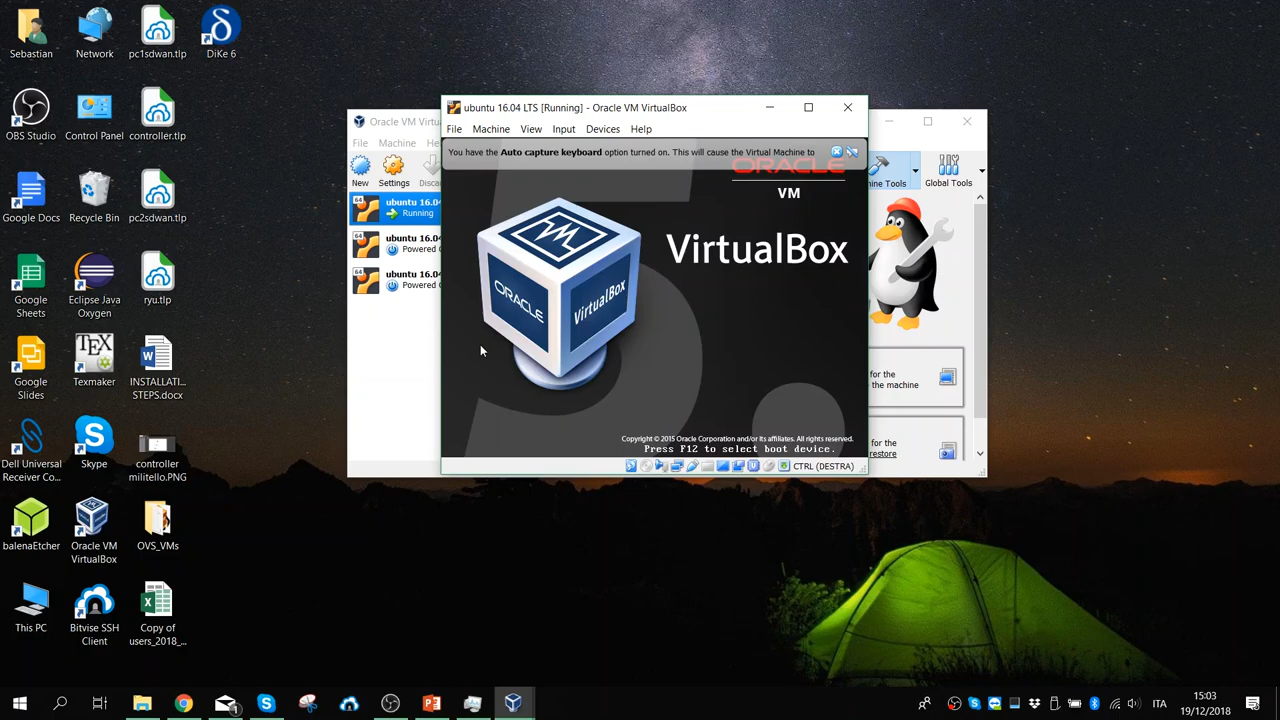 Sebastian
Network
pc1sdwan.tlp
DiKe 6
OBS Studio
Control Panel
controller.tlp
Google Docs
Recycle Bin
pc2sdwan.tlp
Google
Sheets
Eclipse Java
Oxygen
ryu.tlp
Google
Slides
TEX
Texmaker
INSTALLATI...
STEPS.docx
Dell Universal
Receiver Co...
Skype
controller
militello.PNG
balenaEtcher
Oracle VM
VirtualBox
OVS_VMs
This PC
Bitvise SSH
Client
Copy of
users_2018_...
Oracle VM
File Machine
New
Settings
64
ubuntu 16.04
Running
64
ubuntu 16.04
Powered
64
ubuntu 16.04
Powered
Tools
Global Tools
for the
the machine
for the
restore
ubuntu 16.04 LTS [Running] - Oracle VM VirtualBox
File Machine View Input Devices Help
You have the Auto capture keyboard option turned on. This will cause the Virtual Machine to
ORACLE
VM
VirtualBox
ORACLE
VirtualBox
5.
Copyright © 2015 Oracle Corporation and/or its affiliates. All rights reserved.
Press F12 to select boot device.
CTRL (DESTRA)
1
ITA
15:03
19/12/2018